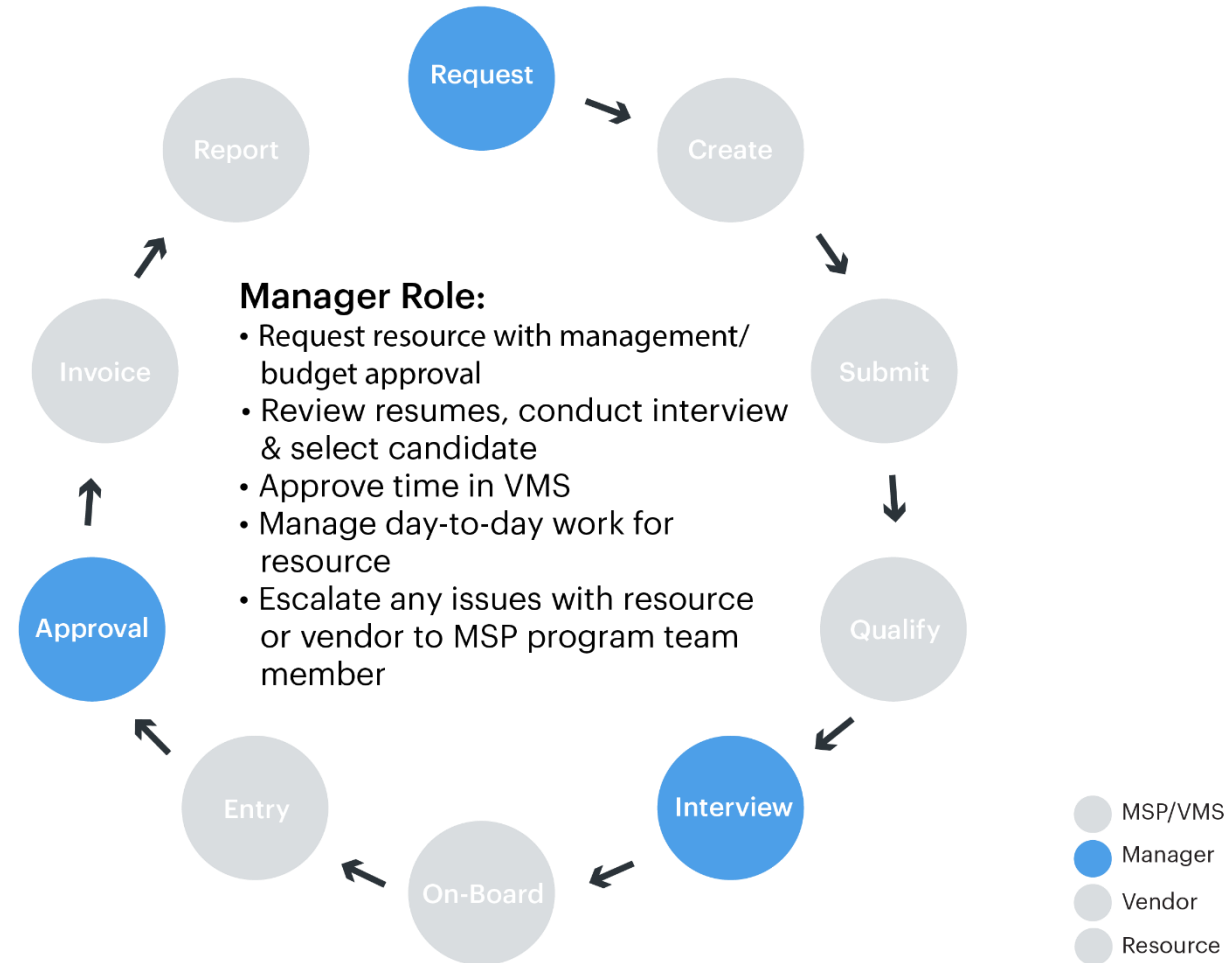 Request
Create
Submit
Qualify
Interview
On-Board
Entry
Approval
Invoice
Report
Manager Role:
• Request resource with management/
budget approval
• Review resumes, conduct interview
& select candidate
• Approve time in VMS
• Manage day-to-day work for
resource
• Escalate any issues with resource
or vendor to MSP program team
member
MSP/VMS
Manager
Vendor
Resource